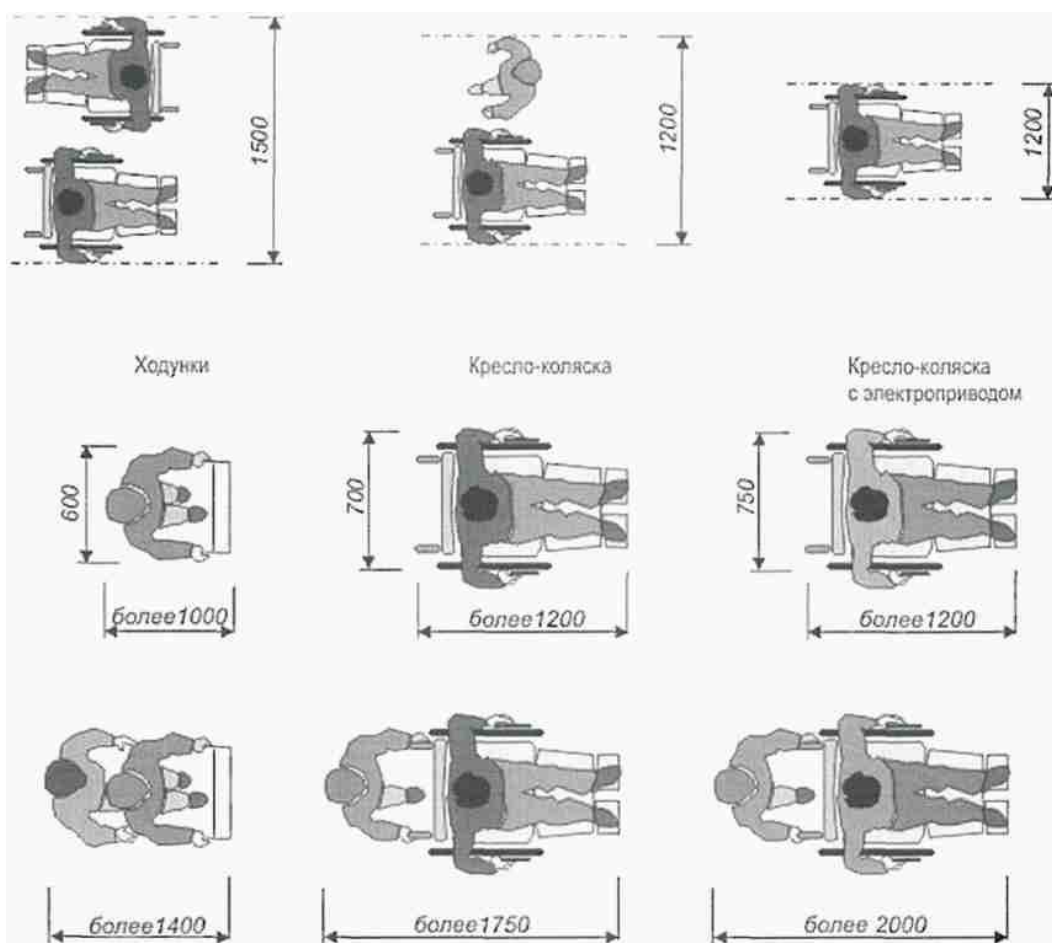 1500
1200
1200
Ходунки
Кресло-коляска
Кресло-коляска
с электроприводом
600
700
750
более1000
более1200
более1200
более1400
более1750
более 2000